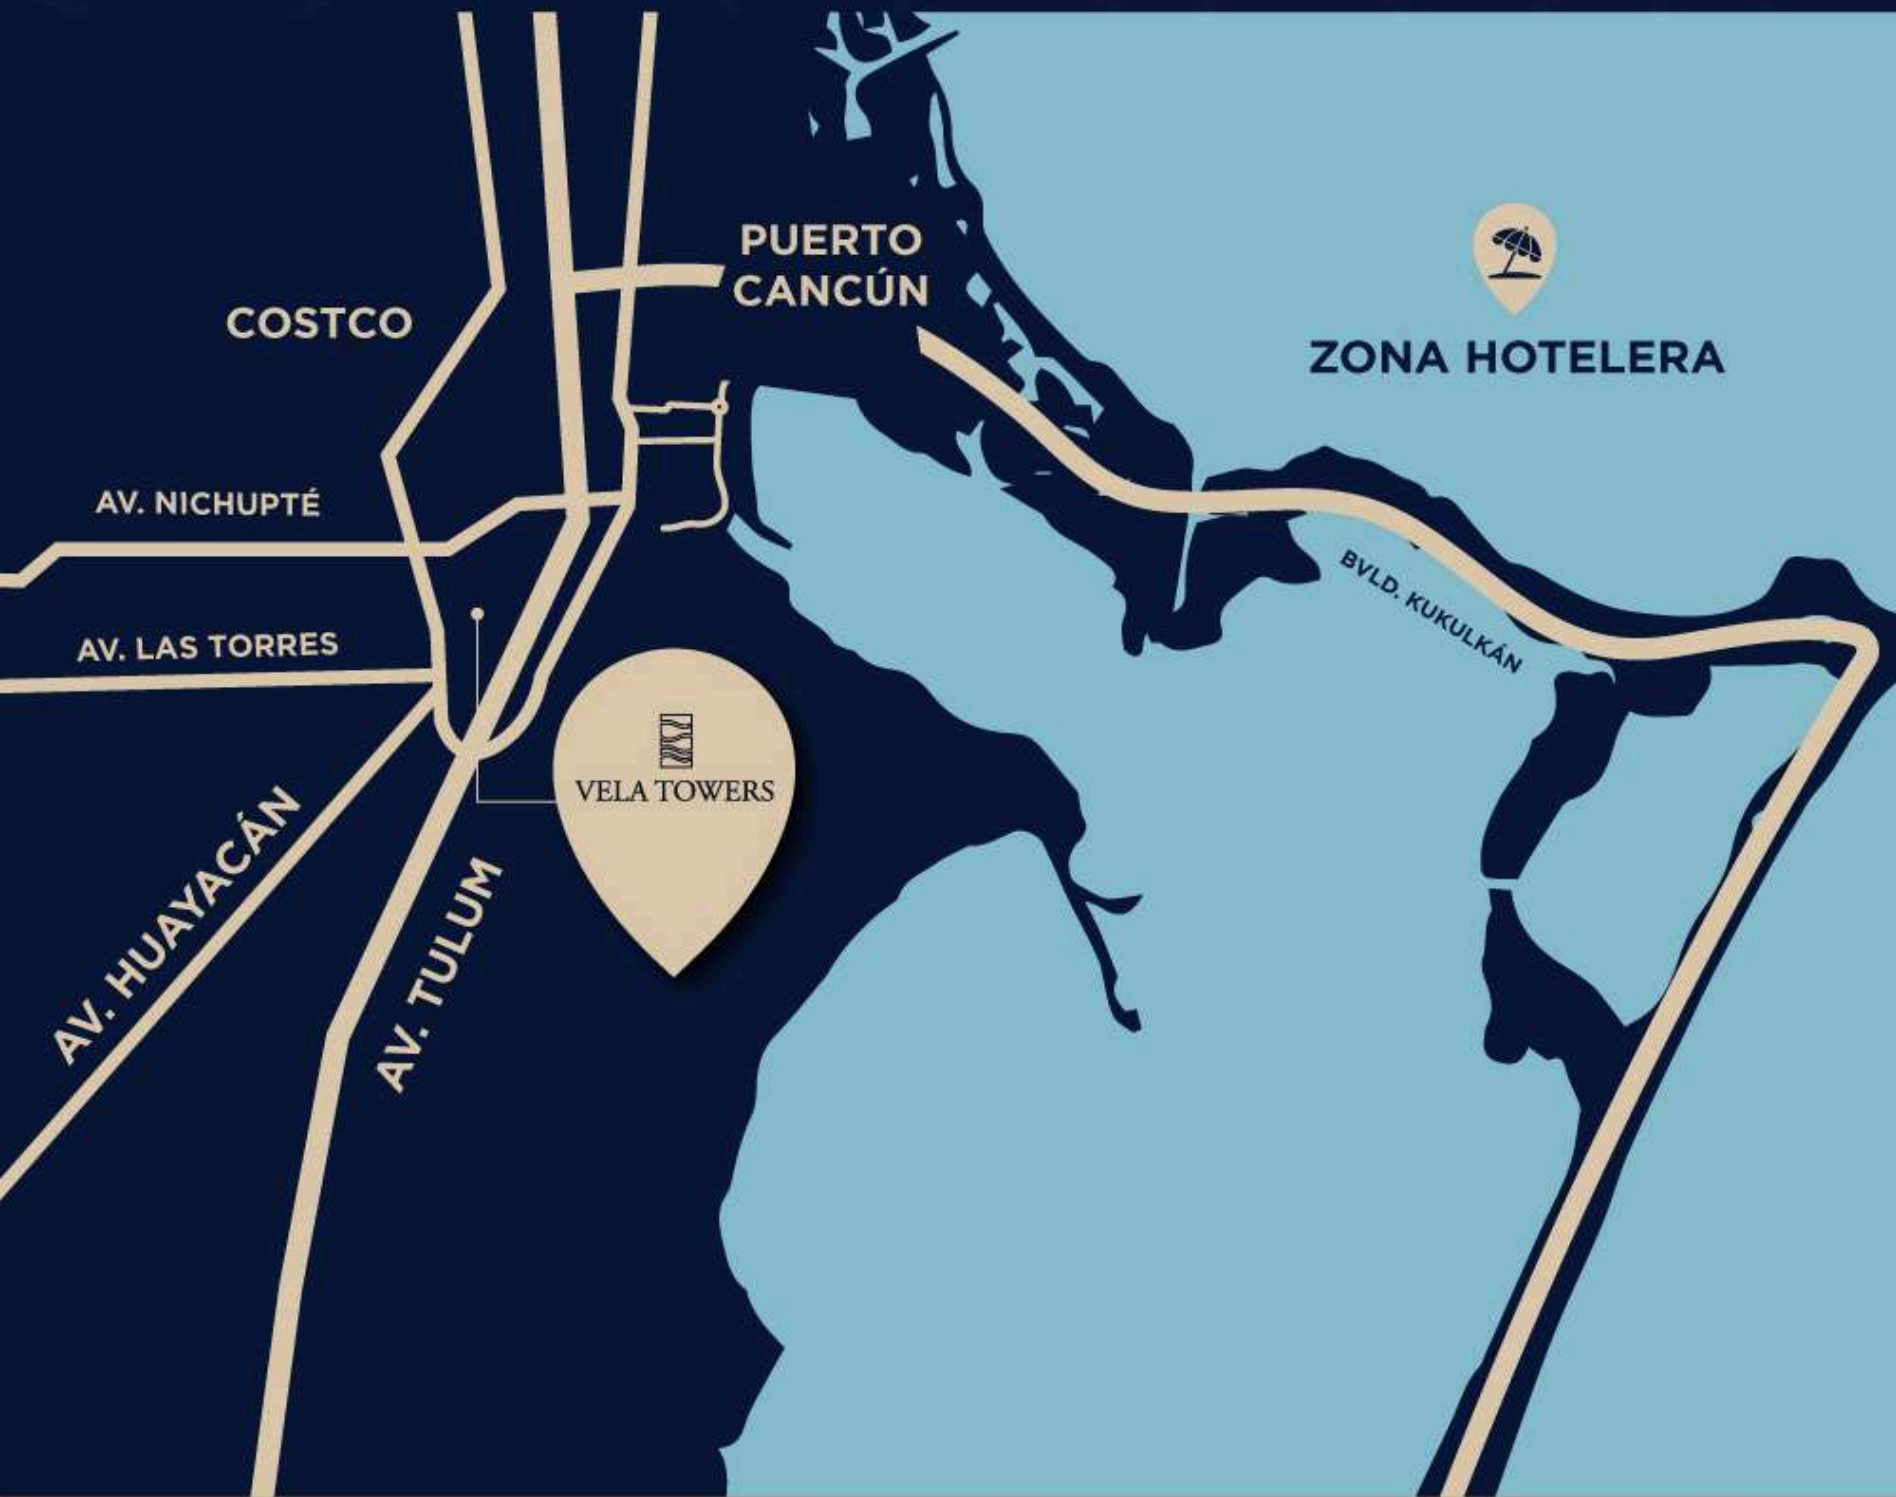 PUERTO
CANCÚN
COSTCO
ZONA HOTELERA
AV. NICHUPTÉ
BVLD. KUKULKÁN
AV. LAS TORRES
VELA TOWERS
AV. HUAYACÁN
AV. TULUM